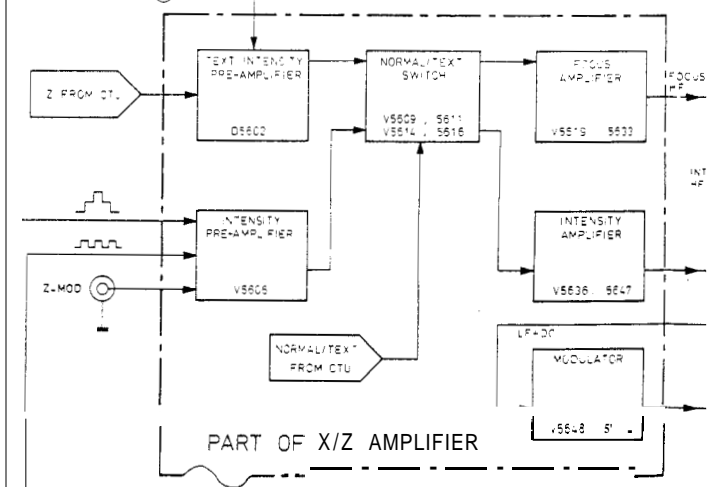 TEXT INTENSITY
PRE-AMPLIFIER
D5602
NORMAL/TEXT
SWITCH
V5609 , 5611
V5614 , 5616
FOCUS
AMPLIFIER
V5619 5633
FOCUS
HF
Z FROM CTU
INT
HF
INTENSITY
PRE-AMPLIFIER
V5606
INTENSITY
AMPLIFIER
V5636 , 5647
Z-MOD
NORMAL/TEXT
FROM CTU
LF+DC
MODULATOR
V5648
PART OF X/Z AMPLIFIER